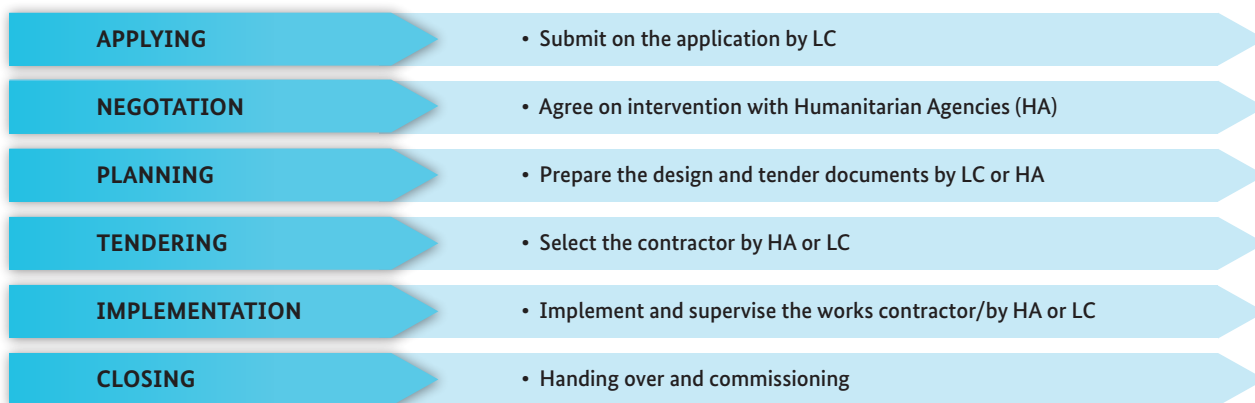 APPLYING
• Submit on the application by LC
NEGOTATION
• Agree on intervention with Humanitarian Agencies (HA)
PLANNING
• Prepare the design and tender documents by LC or HA
TENDERING
• Select the contractor by HA or LC
IMPLEMENTATION
• Implement and supervise the works contractor/by HA or LC
CLOSING
• Handing over and commissioning